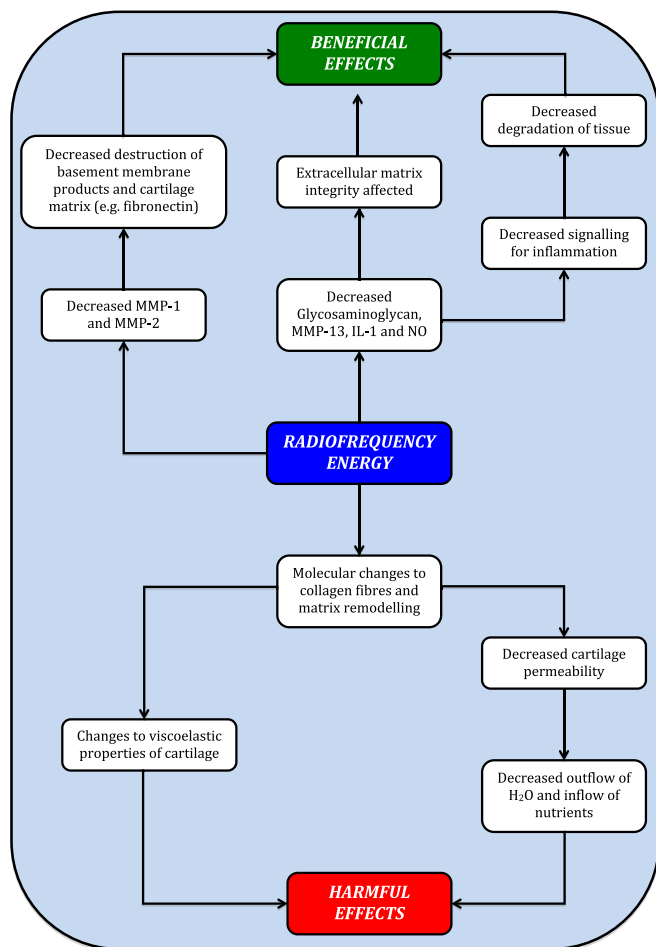 BENEFICIAL
EFFECTS
Decreased
degradation of tissue
Decreased destruction of
basement membrane
products and cartilage
matrix (e.g. fibronectin)
Extracellular matrix
integrity affected
Decreased signalling
for inflammation
Decreased MMP-1
and MMP-2
Decreased
Glycosaminoglycan,
MMP-13, IL-1 and NO
RADIOFREQUENCY
ENERGY
Molecular changes to
collagen fibres and
matrix remodelling
Decreased cartilage
permeability
Changes to viscoelastic
properties of cartilage
Decreased outflow of
H₂O and inflow of
nutrients
HARMFUL
EFFECTS